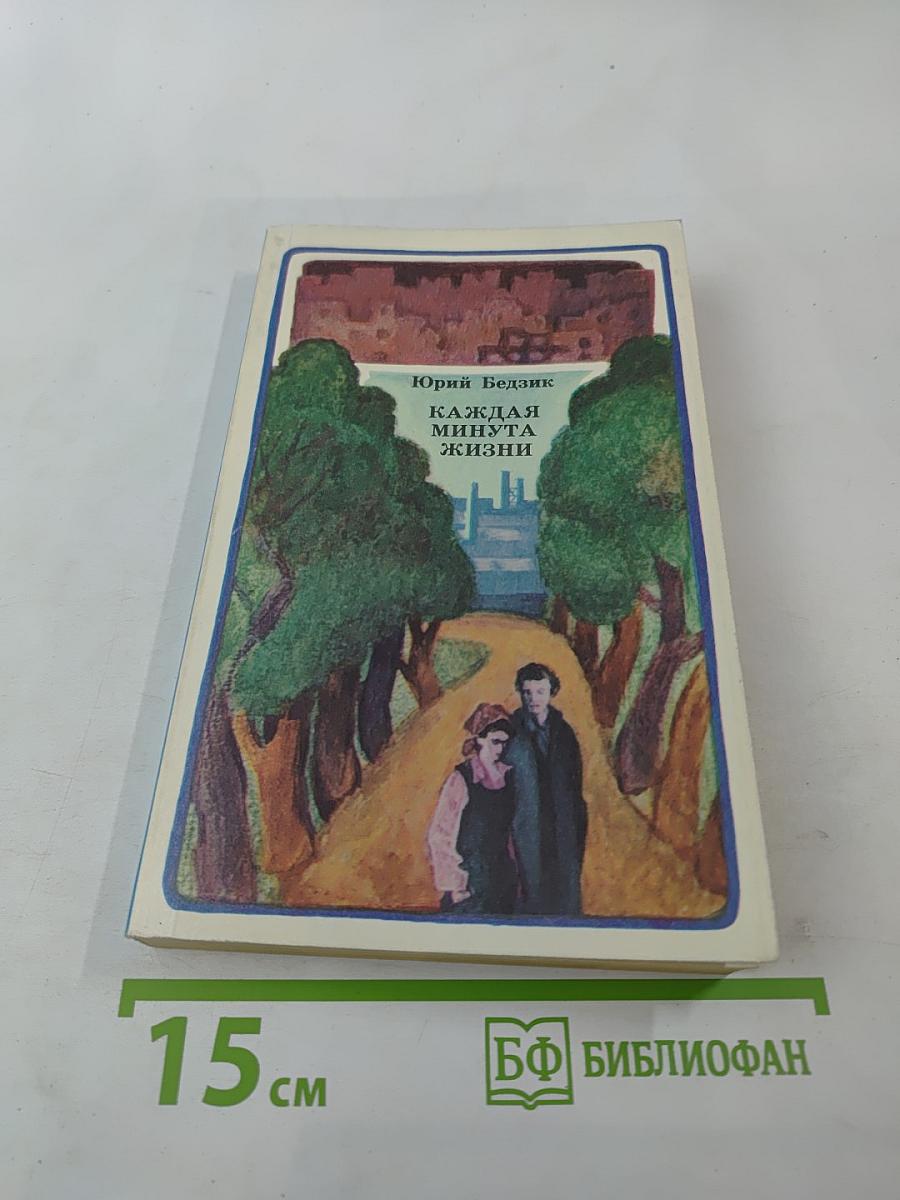 Юрий Бедзик
КАЖДАЯ
МИНУТА
ЖИЗНИ
15 см
БФ БИБЛИОФАН